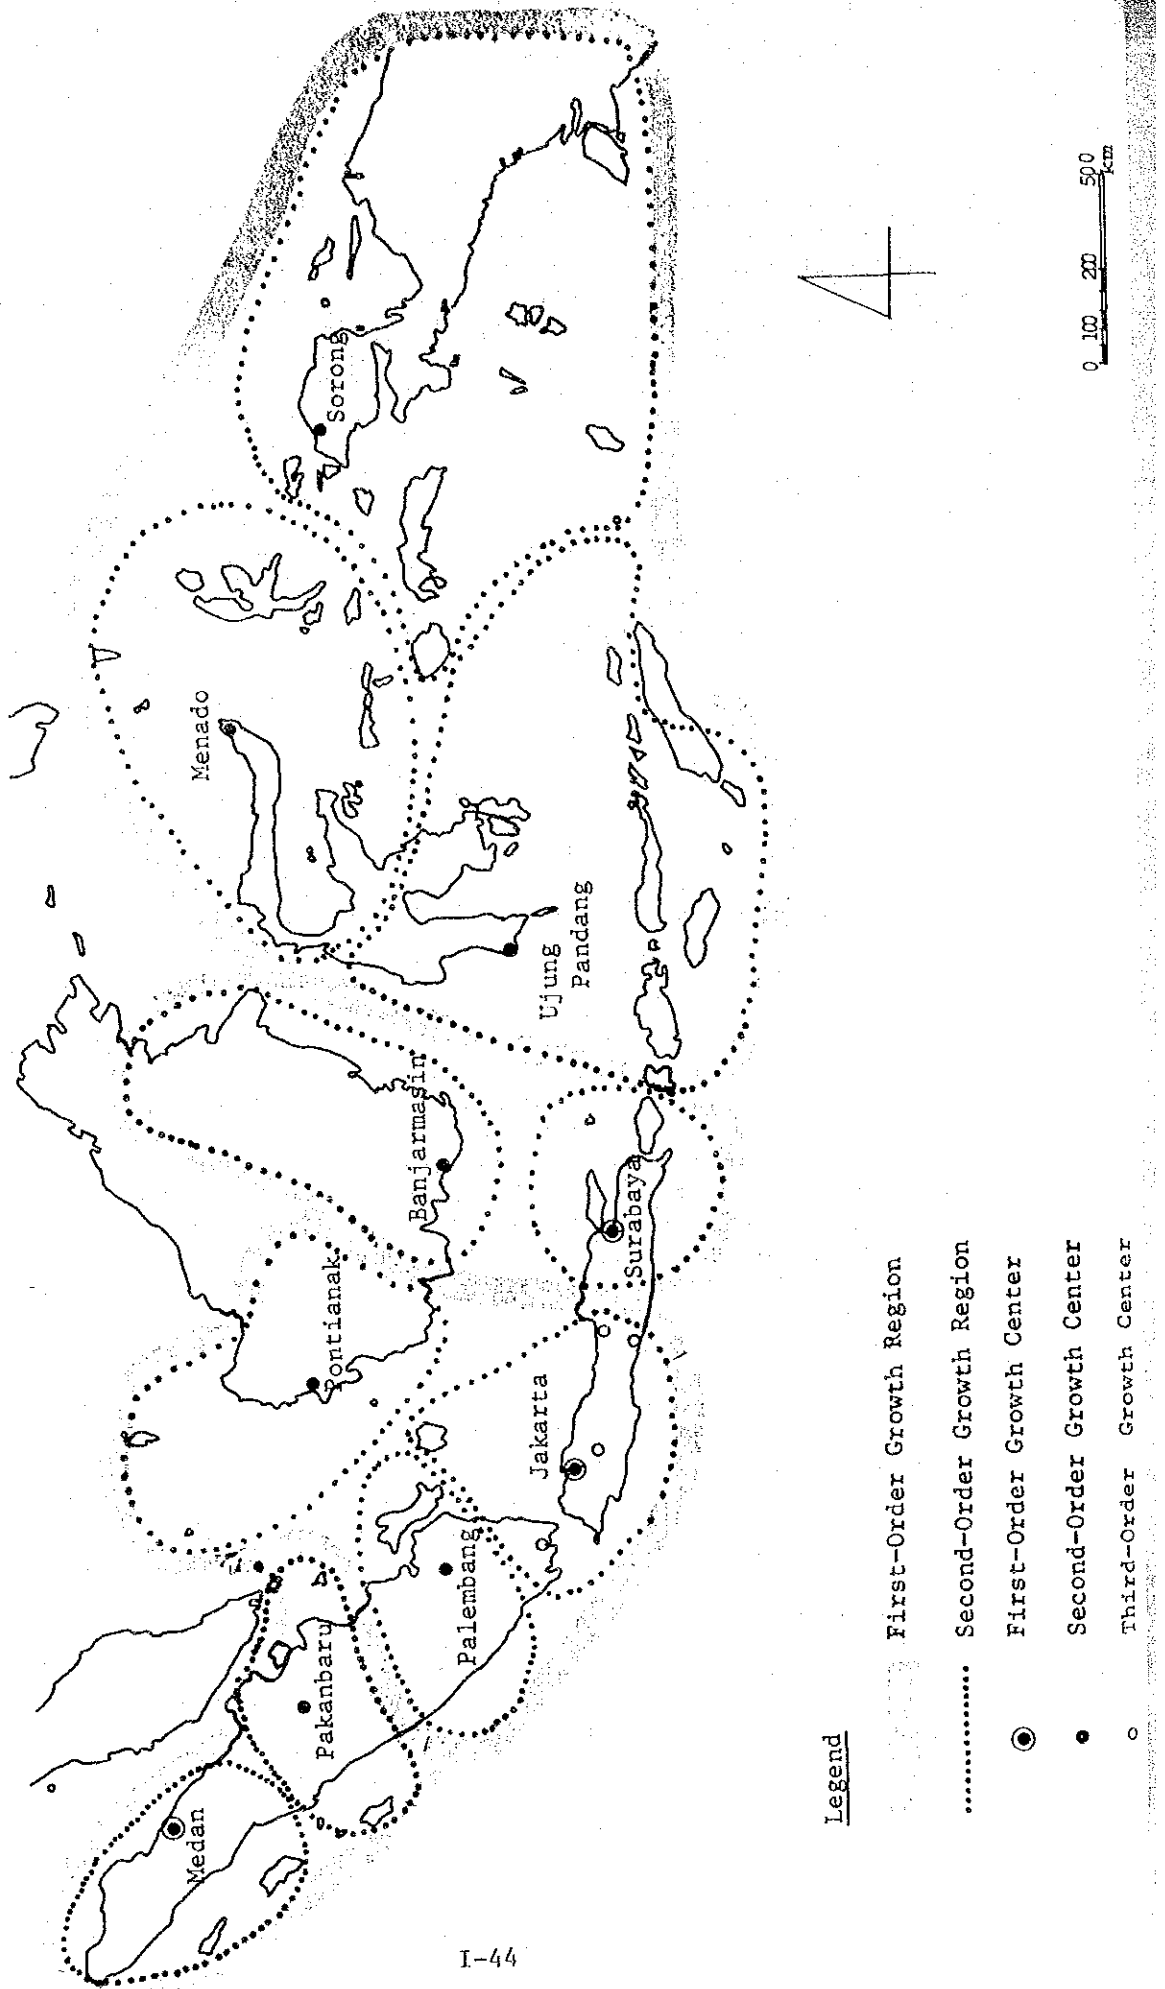 Medan
Pakanbaru
Palembang
Pontianak
Jakarta
Banjarmasin
Surabaya
Ujung
Pandang
Menado
Sorong
Legend
First-Order Growth Region
Second-Order Growth Region
First-Order Growth Center
Second-Order Growth Center
Third-Order Growth Center
0 100 200 500
km
I-44